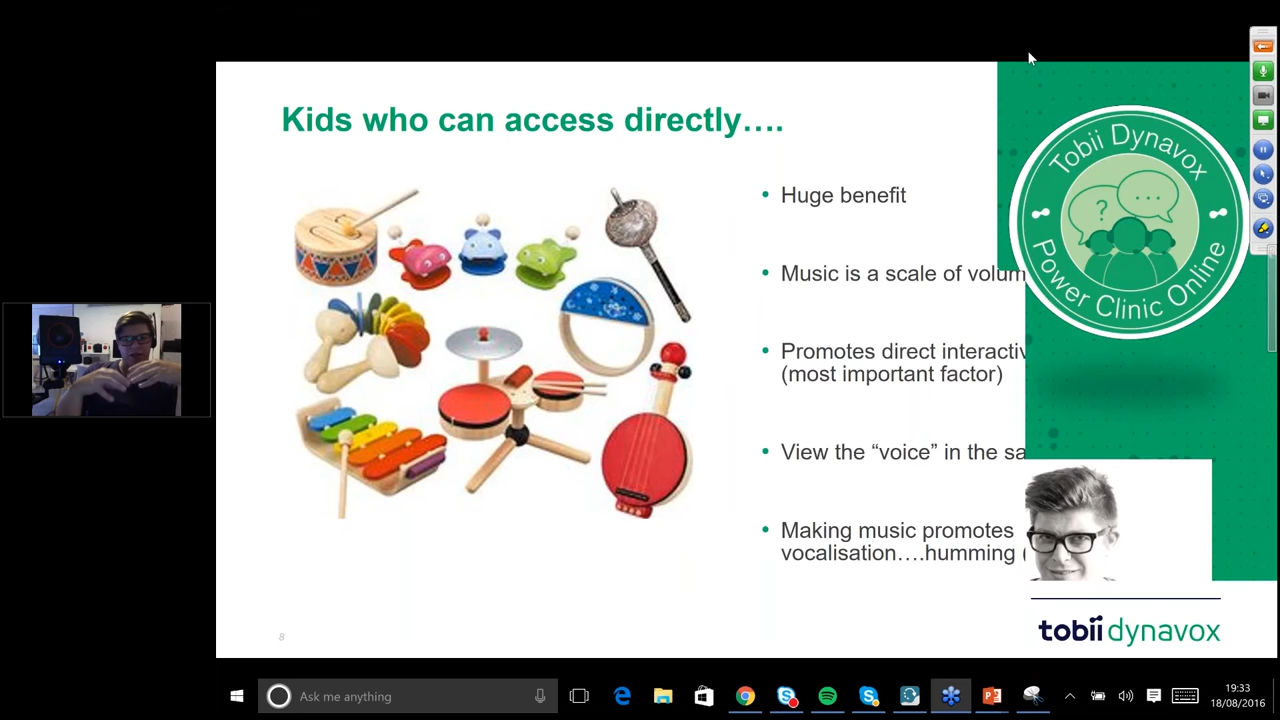 Kids who can access directly….
• Huge benefit
• Music is a scale of volum
• Promotes direct interactiv
(most important factor)
• View the “voice” in the sa
• Making music promotes
vocalisation….humming (
Tobii Dynavox
? ...
Power Clinic Online
tobii dynavox
8
Ask me anything
19:33
18/08/2016